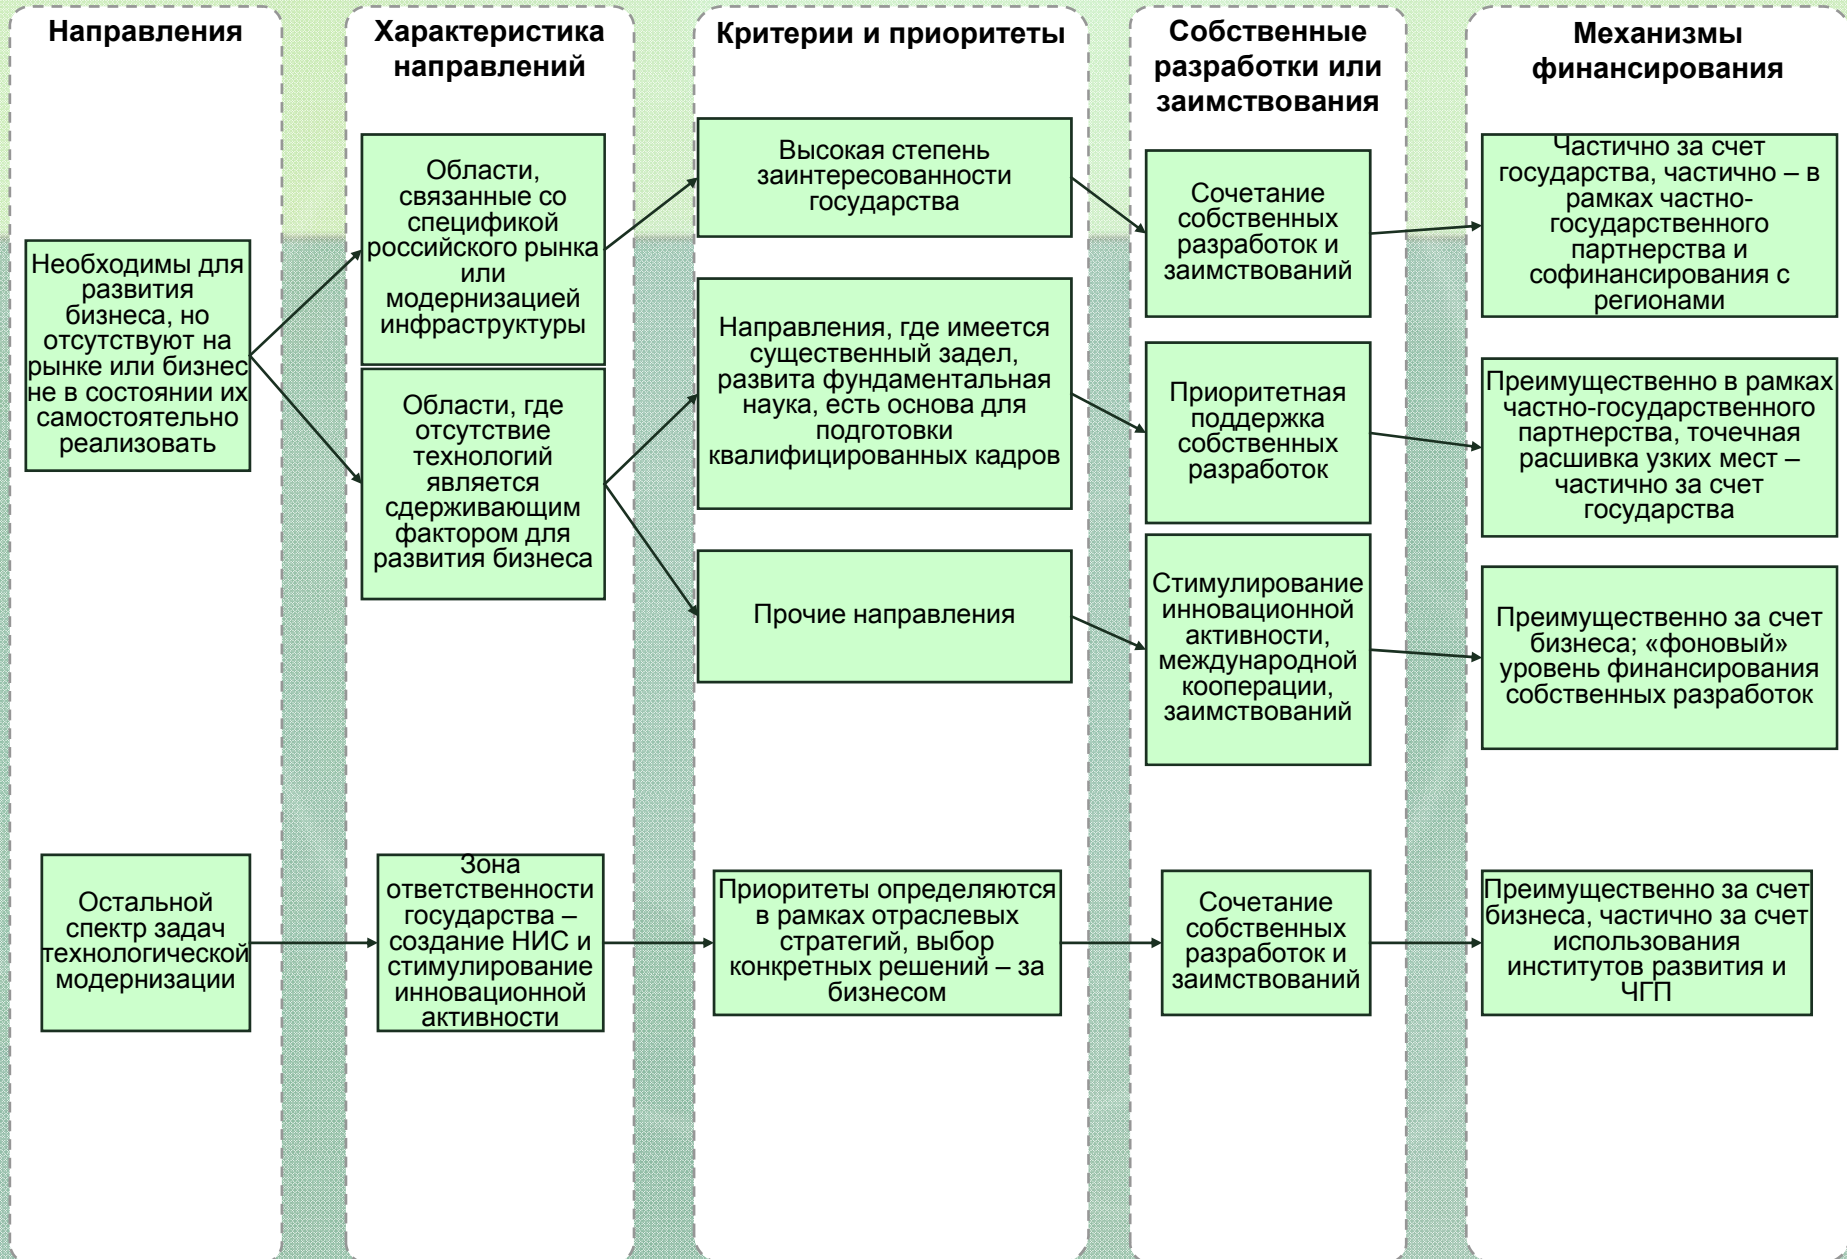 Направления
Характеристика
направлений
Критерии и приоритеты
Собственные
разработки или
заимствования
Механизмы
финансирования
Необходимы для
развития
бизнеса, но
отсутствуют на
рынке или бизнес
не в состоянии их
самостоятельно
реализовать
Области,
связанные со
спецификой
российского рынка
или
модернизацией
инфраструктуры
Области, где
отсутствие
технологий
является
сдерживающим
фактором для
развития бизнеса
Высокая степень
заинтересованности
государства
Направления, где имеется
существенный задел,
развита фундаментальная
наука, есть основа для
подготовки
квалифицированных кадров
Прочие направления
Сочетание
собственных
разработок и
заимствований
Приоритетная
поддержка
собственных
разработок
Стимулирование
инновационной
активности,
международной
кооперации,
заимствований
Частично за счет
государства, частично – в
рамках частно-
государственного
партнерства и
софинансирования с
регионами
Преимущественно в рамках
частно-государственного
партнерства, точечная
расшивка узких мест –
частично за счет
государства
Преимущественно за счет
бизнеса; «фоновый»
уровень финансирования
собственных разработок
Остальной
спектр задач
технологической
модернизации
Зона
ответственности
государства –
создание НИС и
стимулирование
инновационной
активности
Приоритеты определяются
в рамках отраслевых
стратегий, выбор
конкретных решений – за
бизнесом
Сочетание
собственных
разработок и
заимствований
Преимущественно за счет
бизнеса, частично за счет
использования
институтов развития и
ЧГП